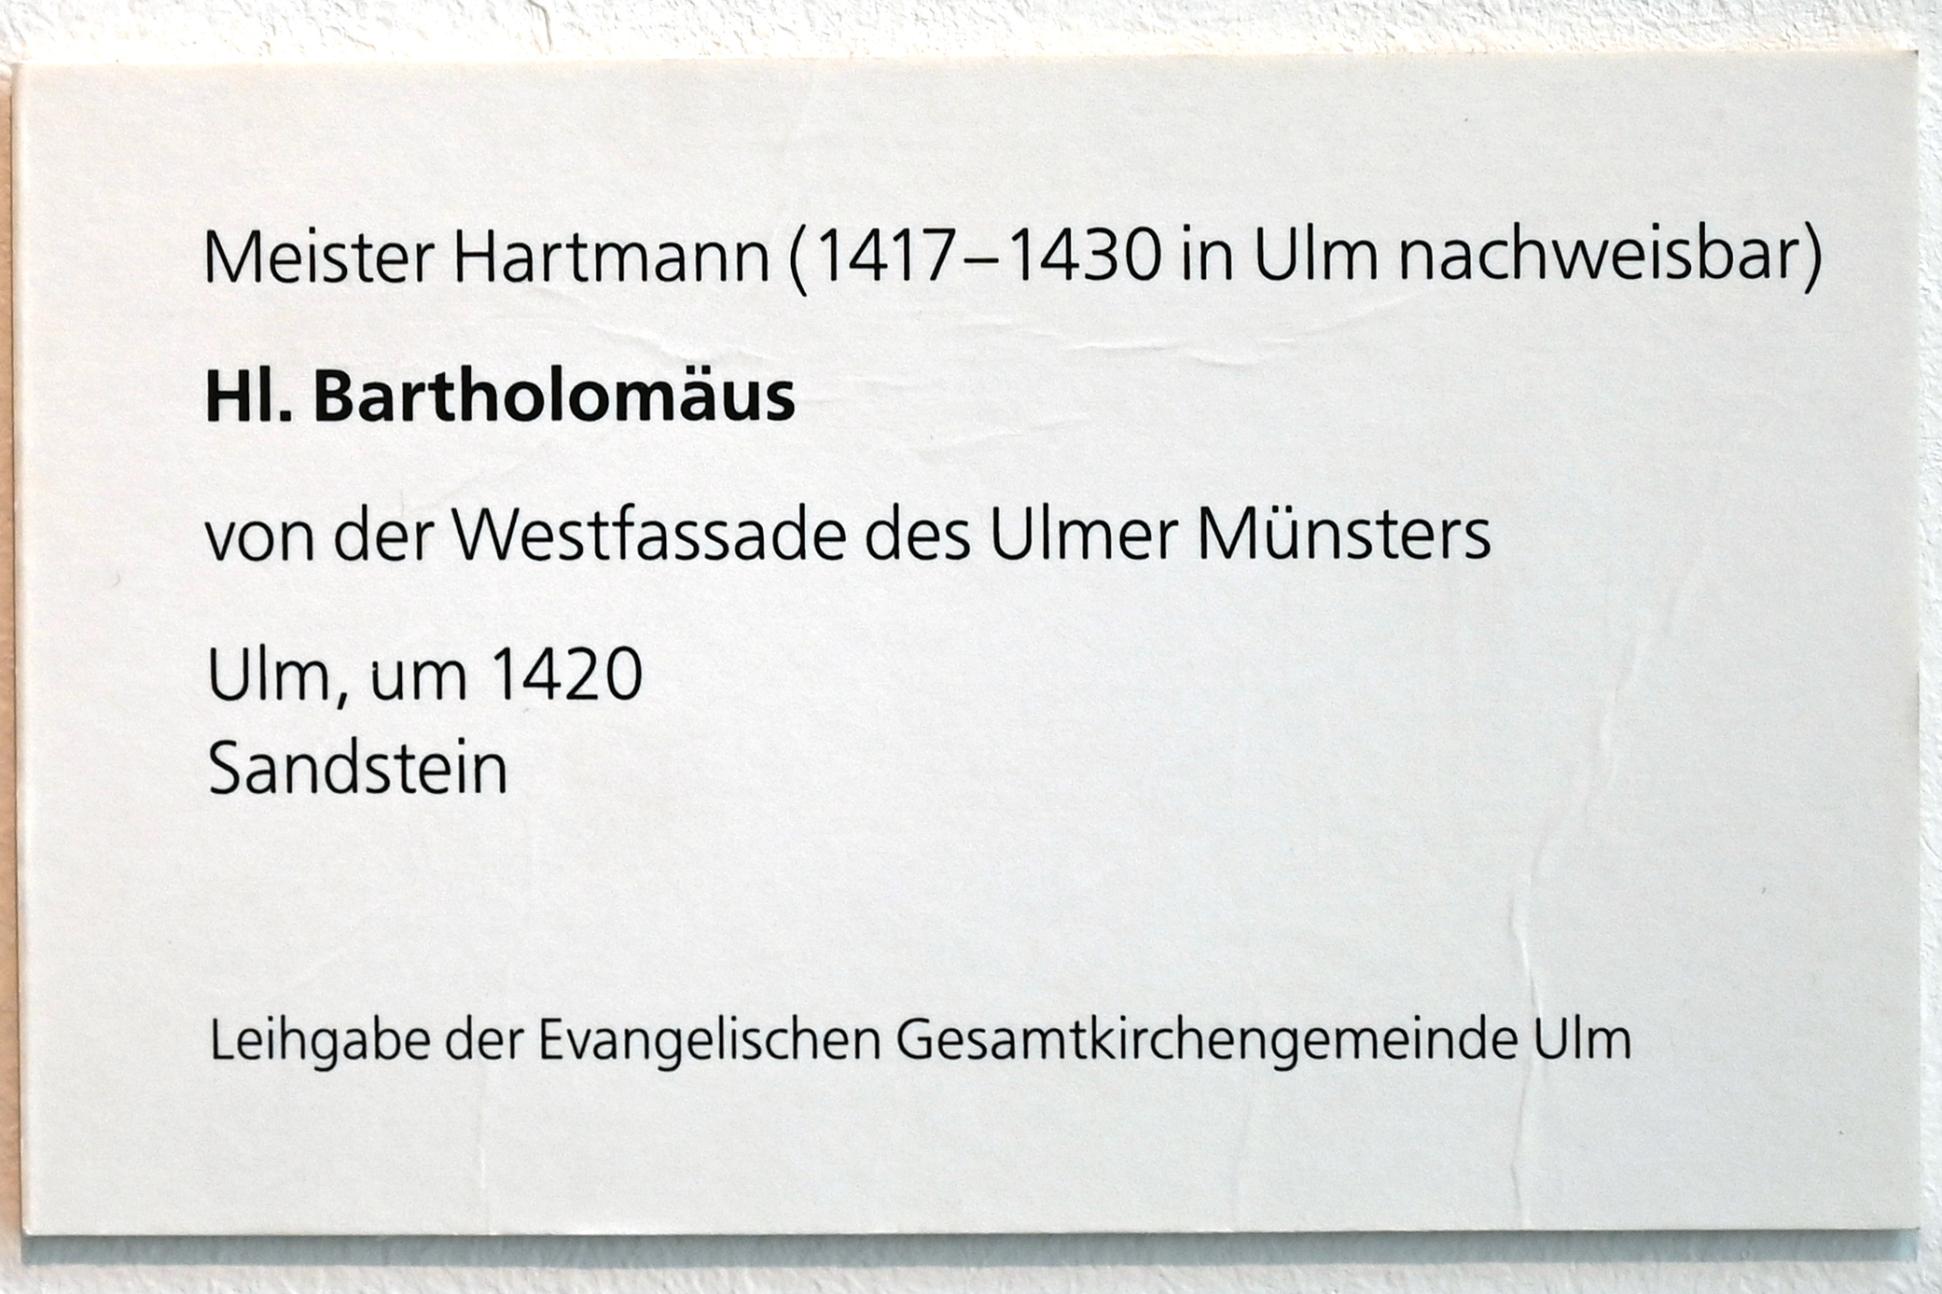 Meister Hartmann (1417–1430 in Ulm nachweisbar)
Hl. Bartholomäus
von der Westfassade des Ulmer Münsters
Ulm, um 1420
Sandstein
Leihgabe der Evangelischen Gesamtkirchengemeinde Ulm